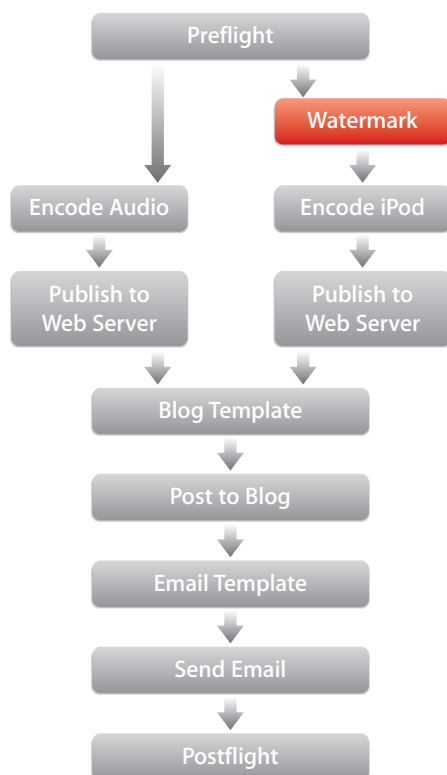 Preflight
Watermark
Encode Audio
Encode iPod
Publish to
Web Server
Publish to
Web Server
Blog Template
Post to Blog
Email Template
Send Email
Postflight